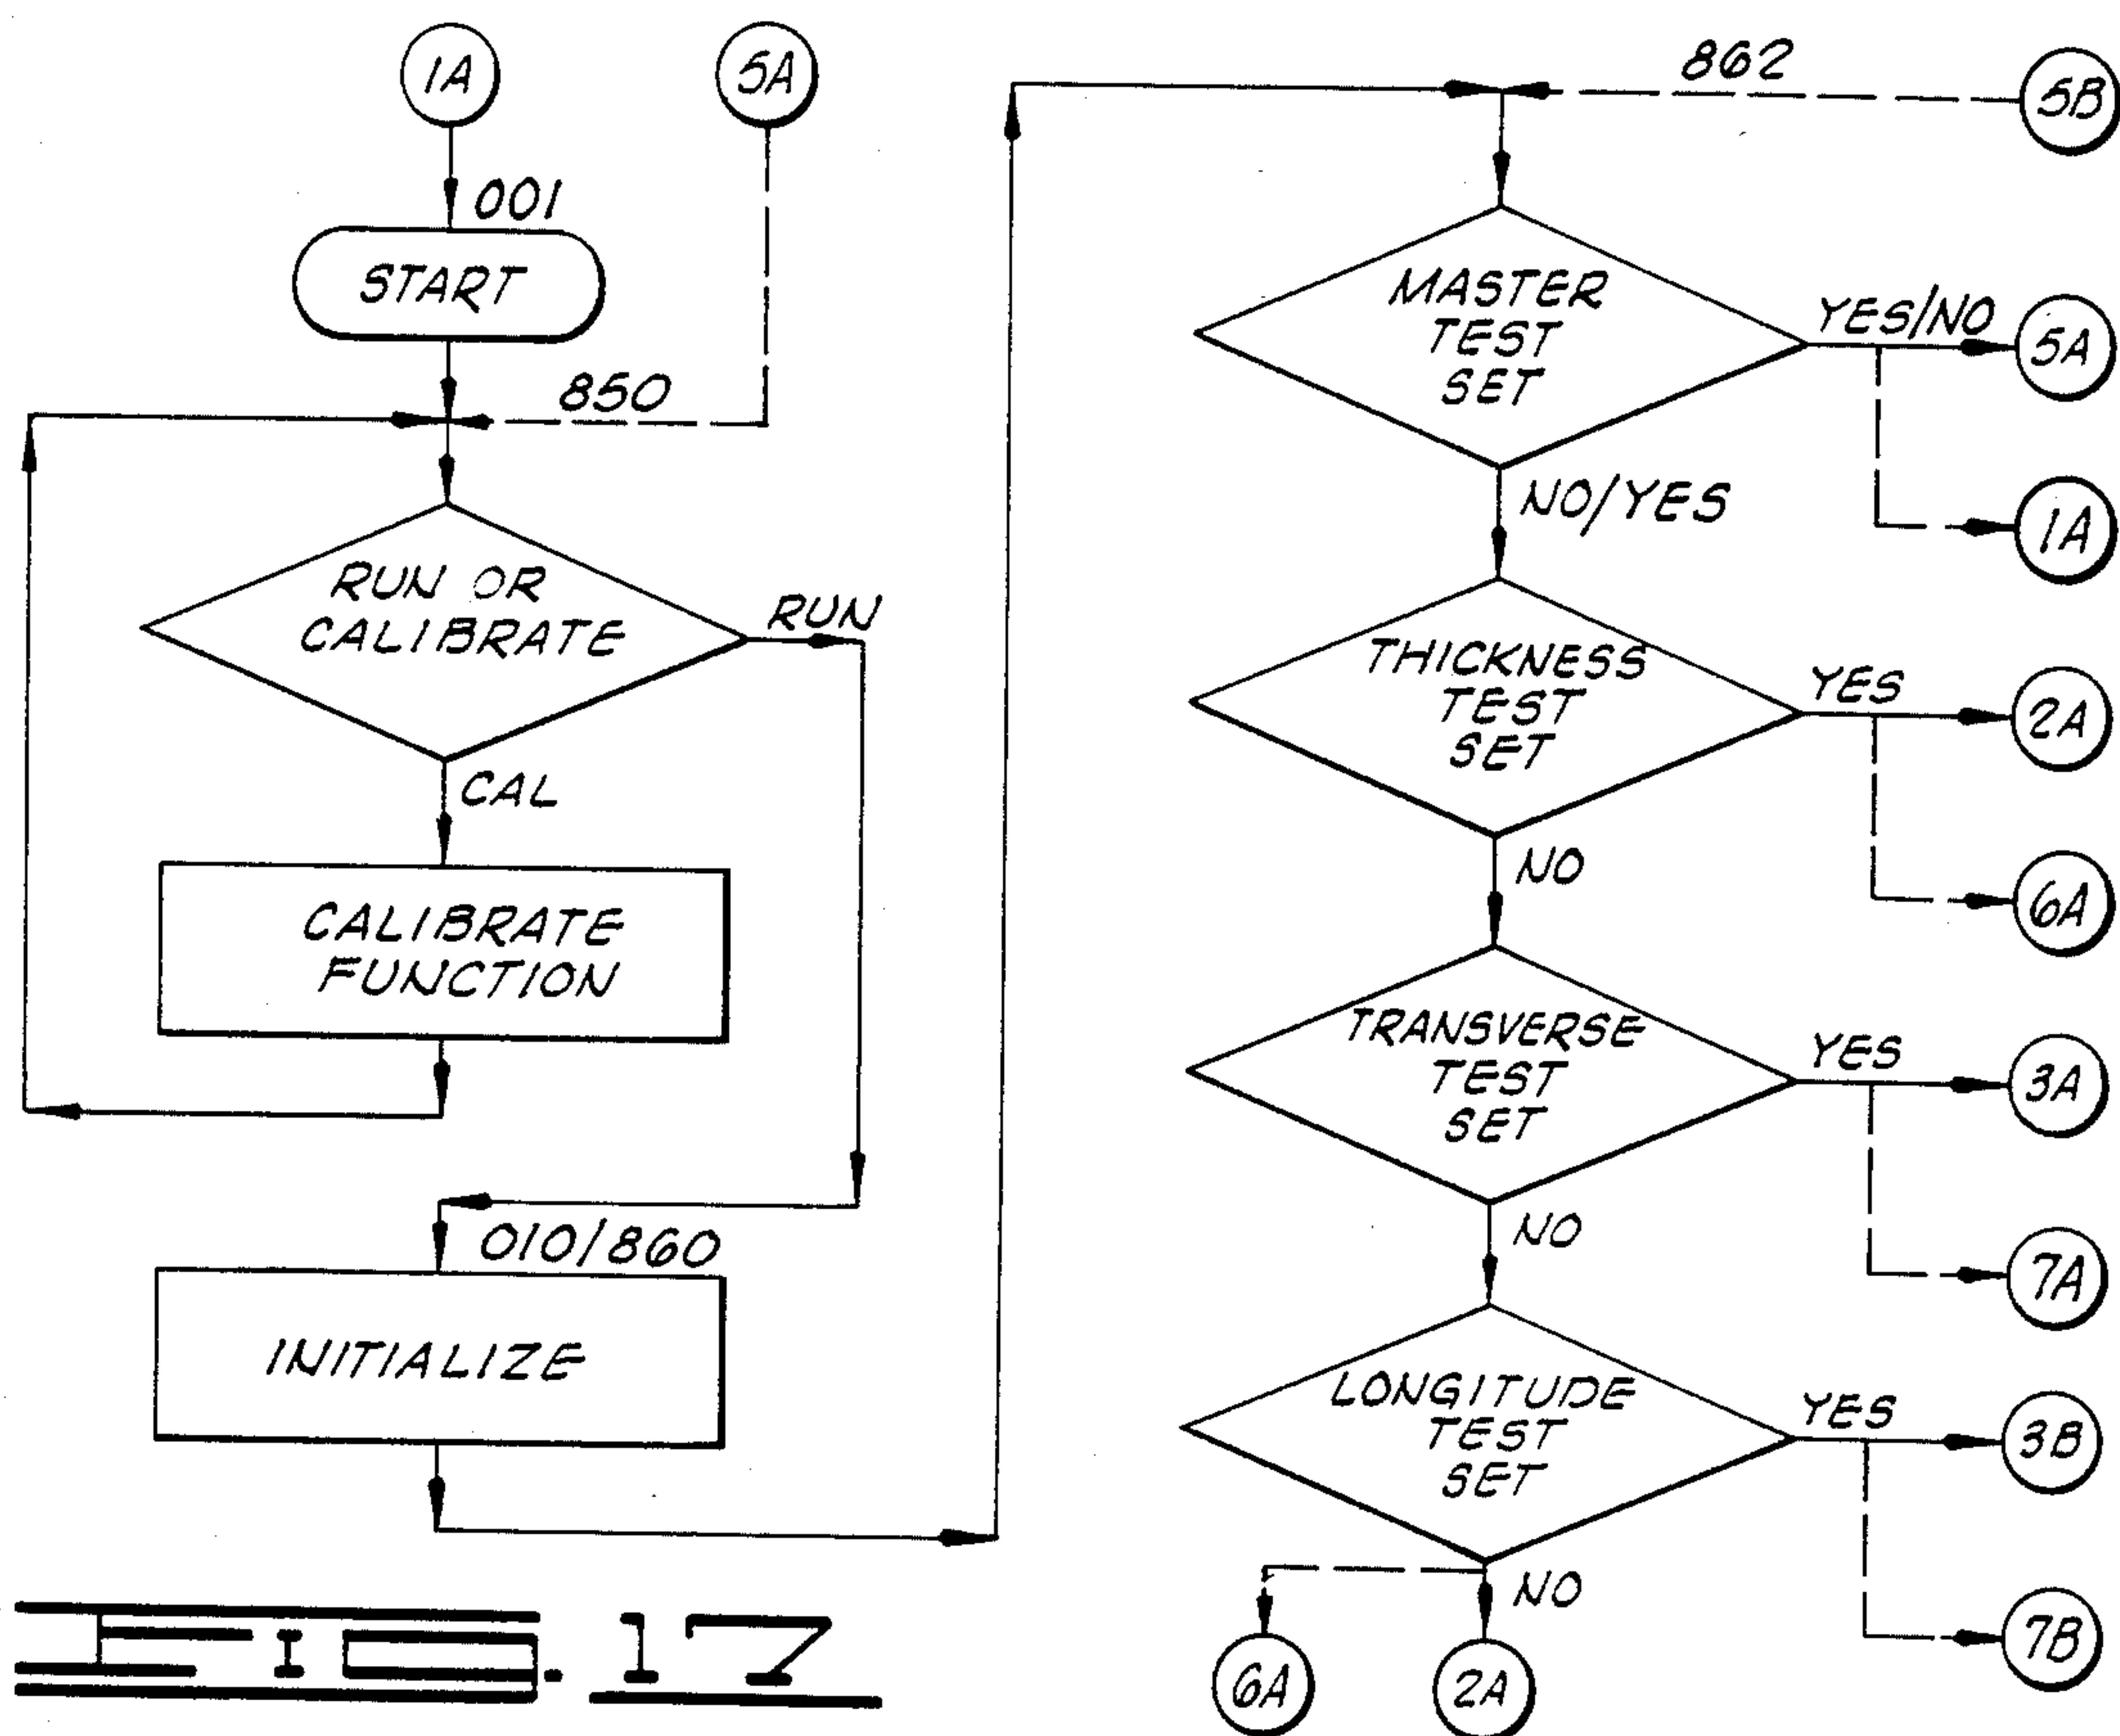 1A
5A
001
START
850
RUN OR
CALIBRATE
RUN
CAL
CALIBRATE
FUNCTION
010/860
INITIALIZE
862
5B
MASTER
TEST
SET
YES/NO
5A
1A
NO/YES
THICKNESS
TEST
SET
YES
2A
6A
NO
TRANSVERSE
TEST
SET
YES
3A
7A
NO
LONGITUDE
TEST
SET
YES
3B
7B
NO
6A
2A
FIG. 17